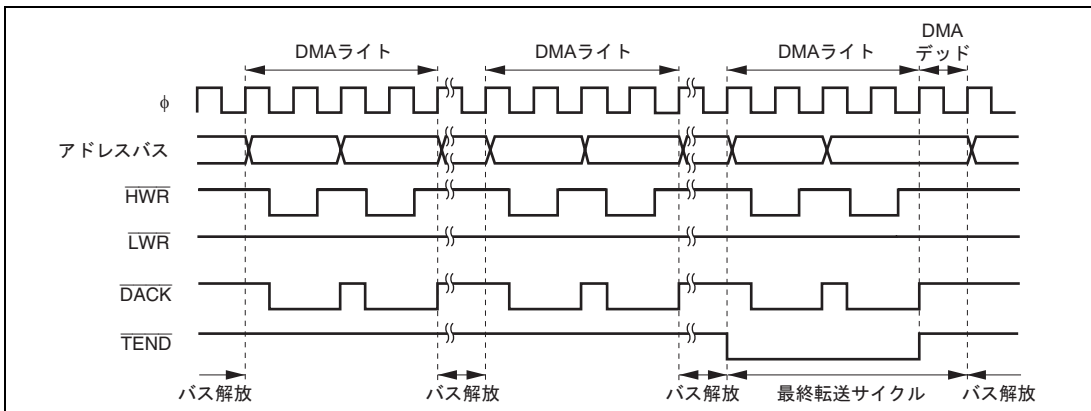 DMA
DMAライト DMAライト DMAライト デッド
φ
アドレスバス
HWR
LWR
DACK
TEND
バス解放 バス解放 バス解放 最終転送サイクル バス解放